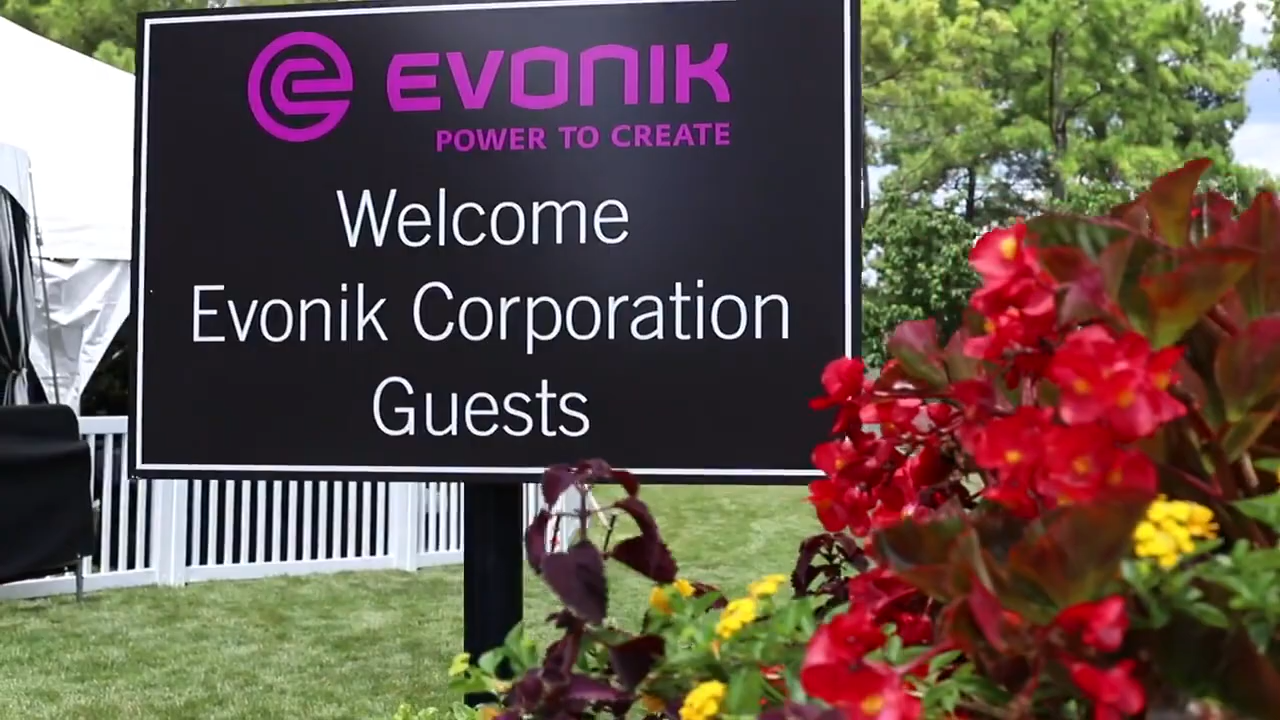 EVONIK
POWER TO CREATE
Welcome
Evonik Corporation
Guests